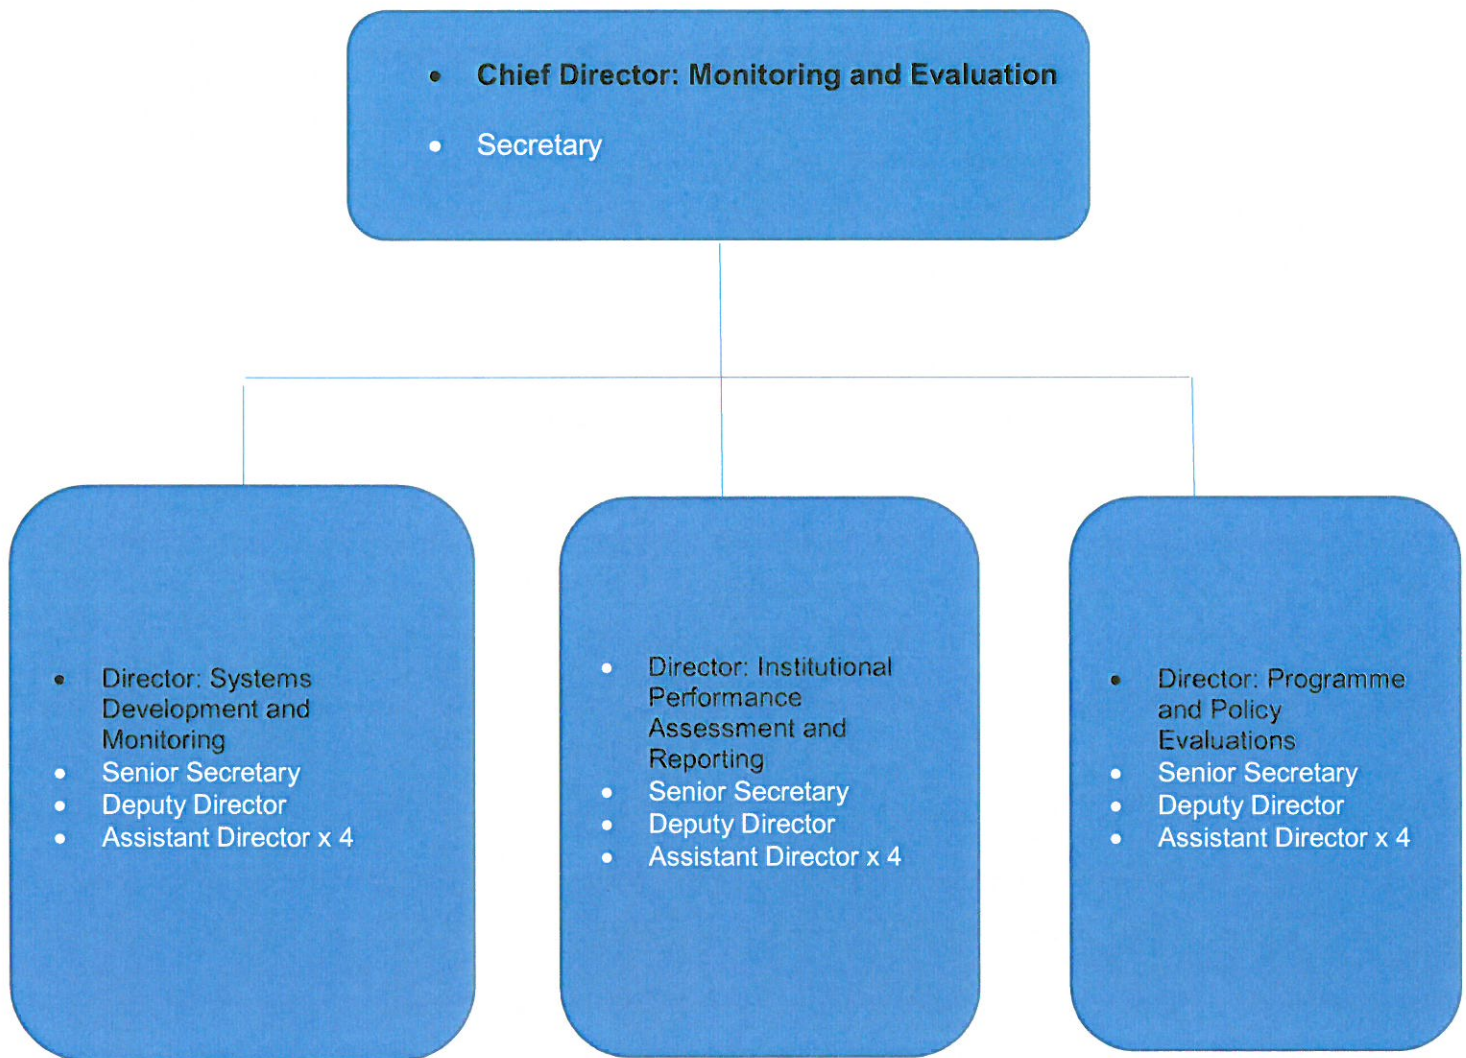 • Chief Director: Monitoring and Evaluation
• Secretary
• Director: Systems
Development and
Monitoring
• Senior Secretary
• Deputy Director
• Assistant Director x 4
• Director: Institutional
Performance
Assessment and
Reporting
• Senior Secretary
• Deputy Director
• Assistant Director x 4
• Director: Programme
and Policy
Evaluations
• Senior Secretary
• Deputy Director
• Assistant Director x 4